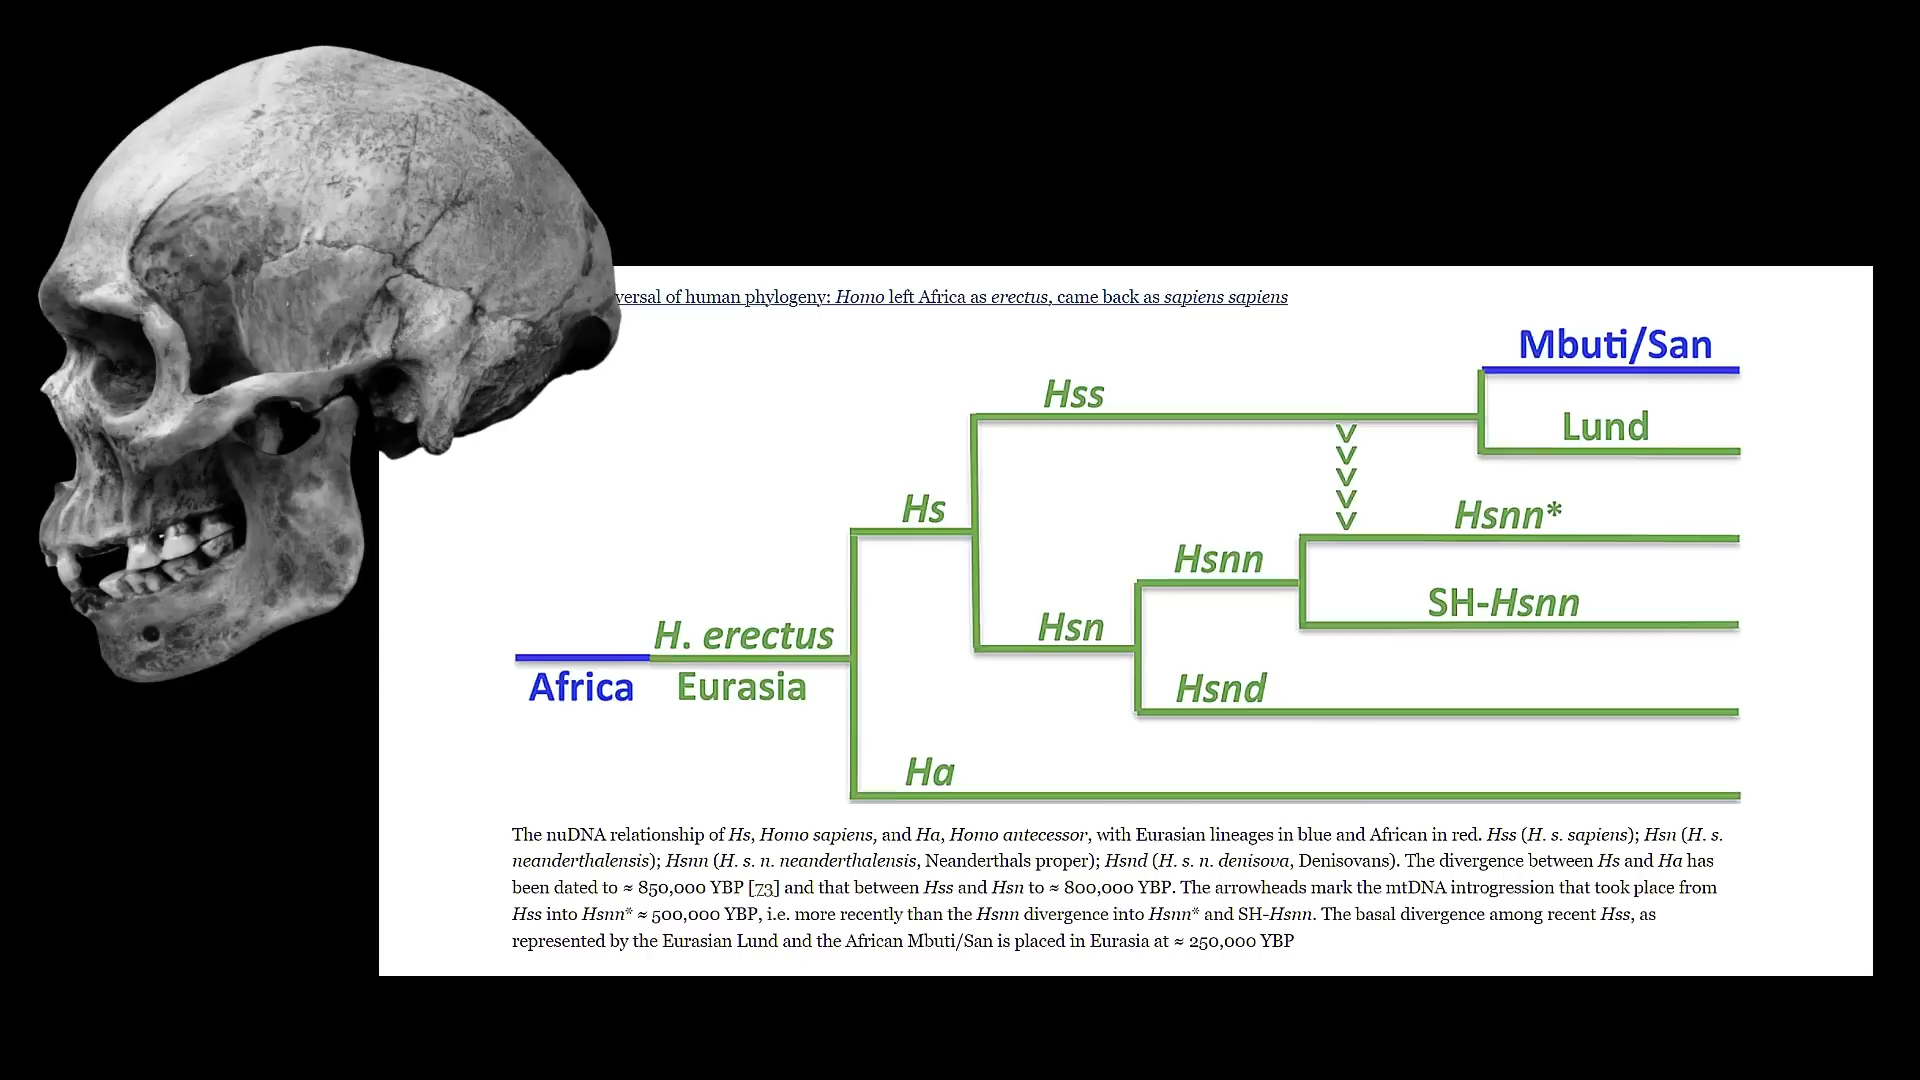 versal of human phylogeny: Homo left Africa as erectus, came back as sapiens sapiens
Mbuti/San
Hss
Lund
Hs
Hsnn*
Hsnn
SH-Hsnn
Hsn
H. erectus
Africa
Eurasia
Hsnd
Ha
The nuDNA relationship of Hs, Homo sapiens, and Ha, Homo antecessor, with Eurasian lineages in blue and African in red. Hss (H. s. sapiens); Hsn (H. s.
neanderthalensis); Hsnn (H. s. n. neanderthalensis, Neanderthals proper); Hsnd (H. s. n. denisova, Denisovans). The divergence between Hs and Ha has
been dated to ≈ 850,000 YBP [73] and that between Hss and Hsn to ≈ 800,000 YBP. The arrowheads mark the mtDNA introgression that took place from
Hss into Hsnn* ≈ 500,000 YBP, i.e. more recently than the Hsnn divergence into Hsnn* and SH-Hsnn. The basal divergence among recent Hss, as
represented by the Eurasian Lund and the African Mbuti/San is placed in Eurasia at ≈ 250,000 YBP